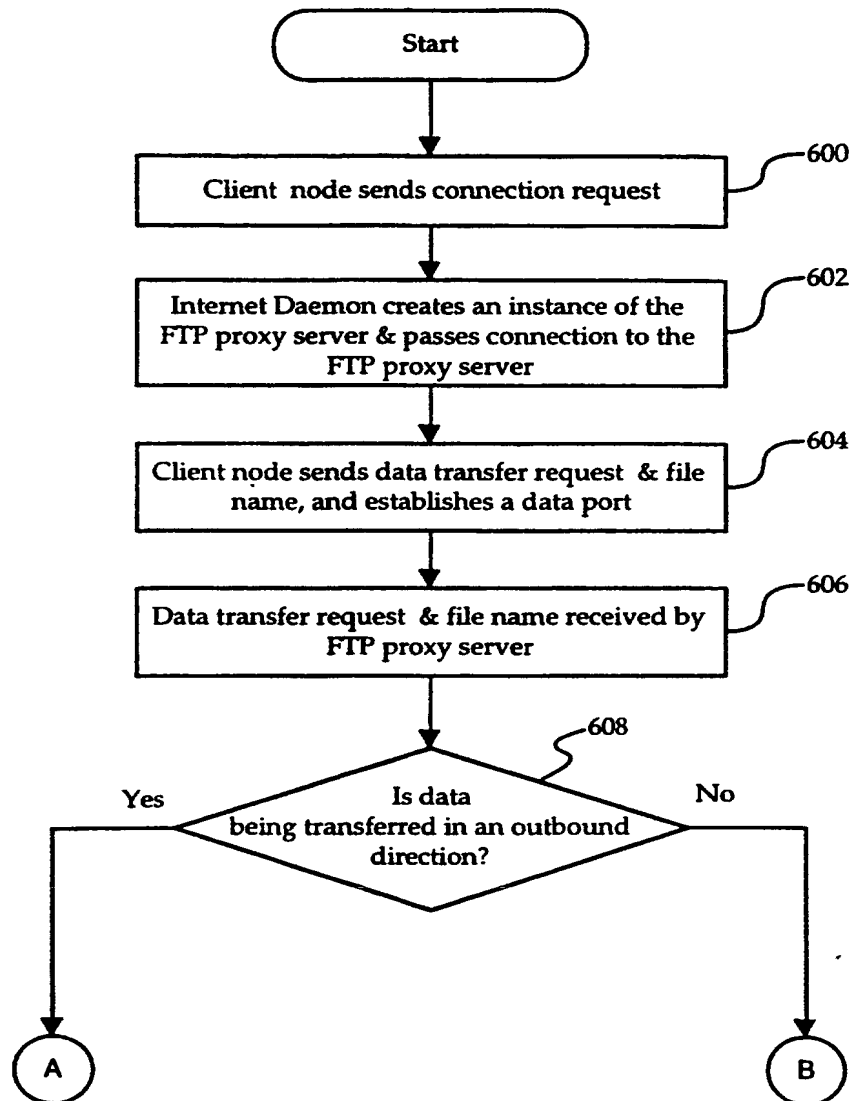 Start
600
Client node sends connection request
602
Internet Daemon creates an instance of the
FTP proxy server & passes connection to the
FTP proxy server
604
Client node sends data transfer request & file
name, and establishes a data port
606
Data transfer request & file name received by
FTP proxy server
608
Yes
Is data
being transferred in an outbound
direction?
No
A
B